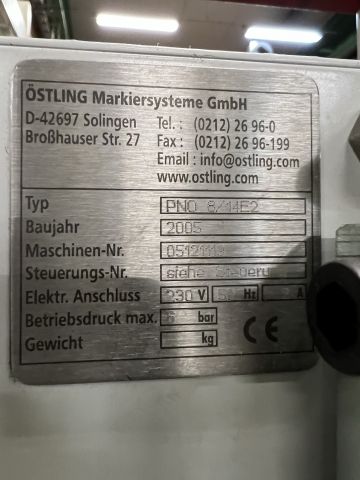 ÖSTLING Markiersysteme GmbH
D-42697 Solingen Tel. : (0212) 26 96-0
Broßhauser Str. 27 Fax : (0212) 26 96-199
Email : info@ostling.com
www.ostling.com
Typ PNO 8/14E2
Baujahr 2005
Maschinen-Nr.
Steuerungs-Nr. siehe
Elektr. Anschluss 230 V Hz A
Betriebsdruck max. bar
Gewicht kg
CE